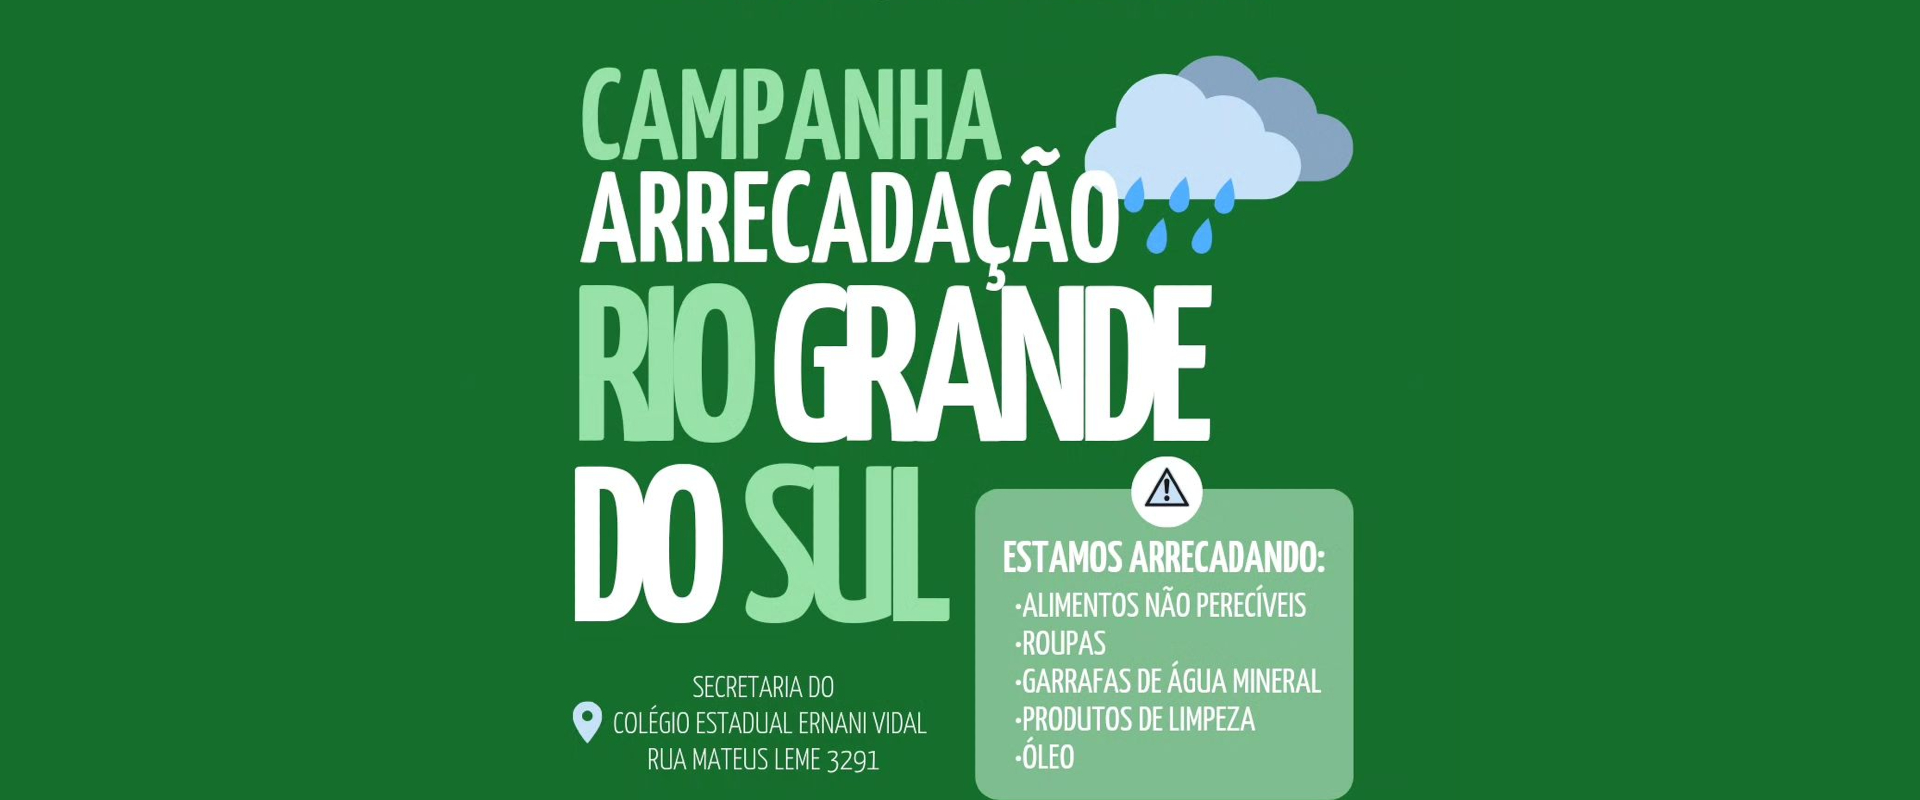 CAMPANHA
ARRECADAÇÃO
RIO GRANDE
DO SUL
ESTAMOS ARRECADANDO:
•ALIMENTOS NÃO PERECÍVEIS
•ROUPAS
•GARRAFAS DE ÁGUA MINERAL
•PRODUTOS DE LIMPEZA
•ÓLEO
SECRETARIA DO
COLÉGIO ESTADUAL ERNANI VIDAL
RUA MATEUS LEME 3291